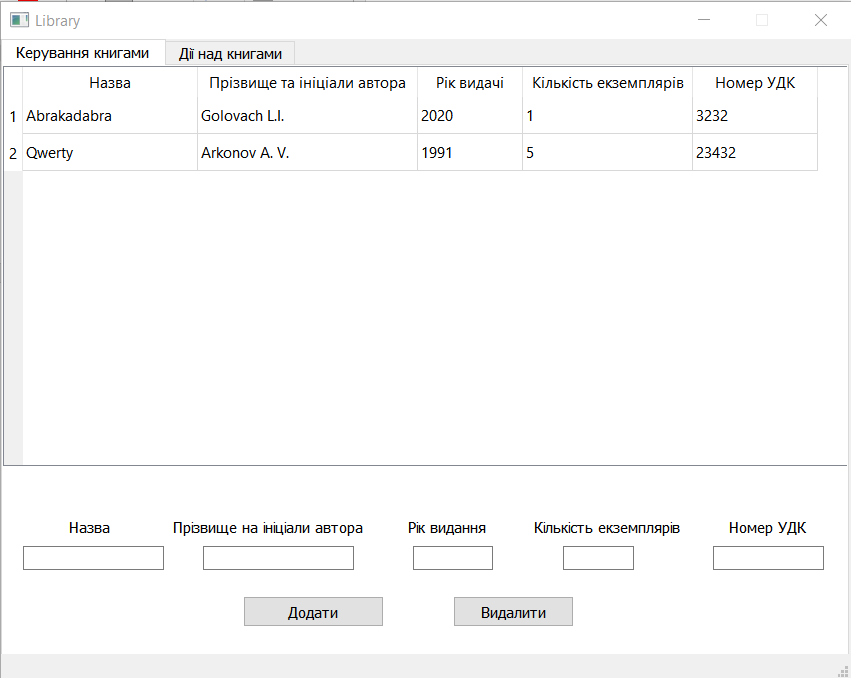 Library
Керування книгами Дії над книгами
Назва Прізвище та ініціали автора Рік видачі Кількість екземплярів Номер УДК
1 Abrakadabra Golovach L.I. 2020 1 3232
2 Qwerty Arkonov A. V. 1991 5 23432
Назва Прізвище на ініціали автора Рік видання Кількість екземплярів Номер УДК
Додати Видалити